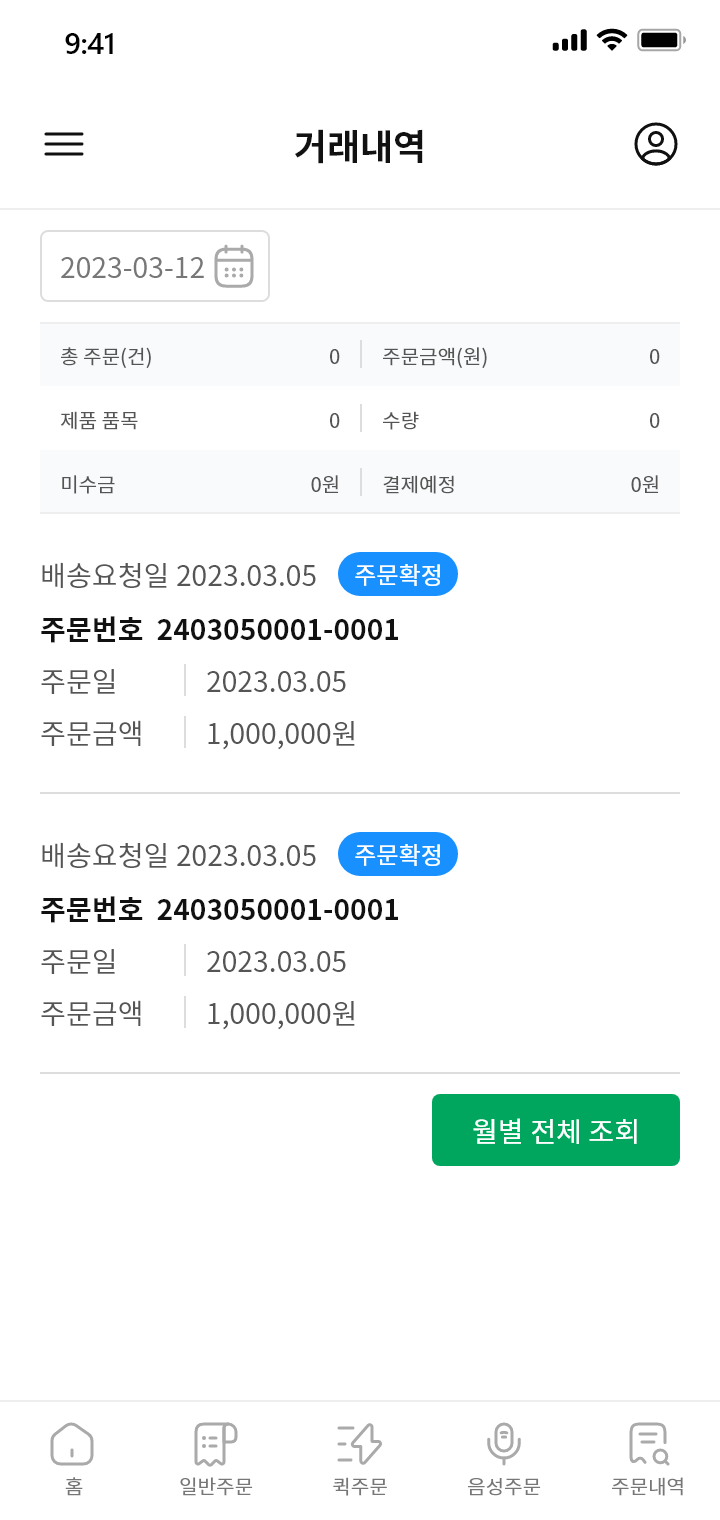 9:41
거래내역
2023-03-12
총 주문(건) 0 주문금액(원) 0
제품 품목 0 수량 0
미수금 0원 결제예정 0원
배송요청일 2023.03.05 주문확정
주문번호 2403050001-0001
주문일 2023.03.05
주문금액 1,000,000원
배송요청일 2023.03.05 주문확정
주문번호 2403050001-0001
주문일 2023.03.05
주문금액 1,000,000원
월별 전체 조회
홈 일반주문 퀵주문 음성주문 주문내역